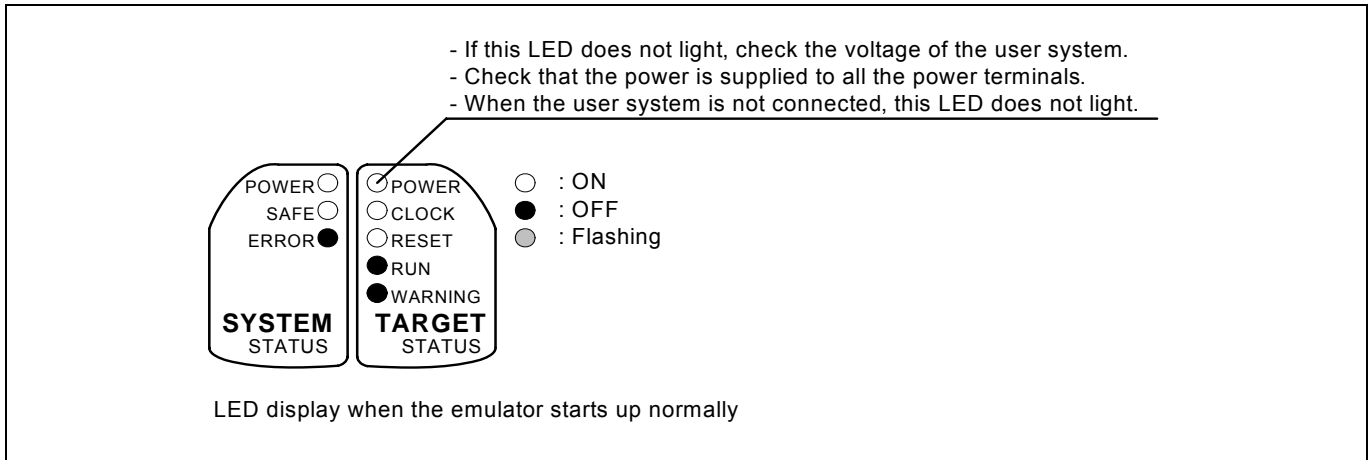 - If this LED does not light, check the voltage of the user system.
- Check that the power is supplied to all the power terminals.
- When the user system is not connected, this LED does not light.
POWER
SAFE
ERROR
SYSTEM
STATUS
POWER
CLOCK
RESET
RUN
WARNING
TARGET
STATUS
: ON
: OFF
: Flashing
LED display when the emulator starts up normally